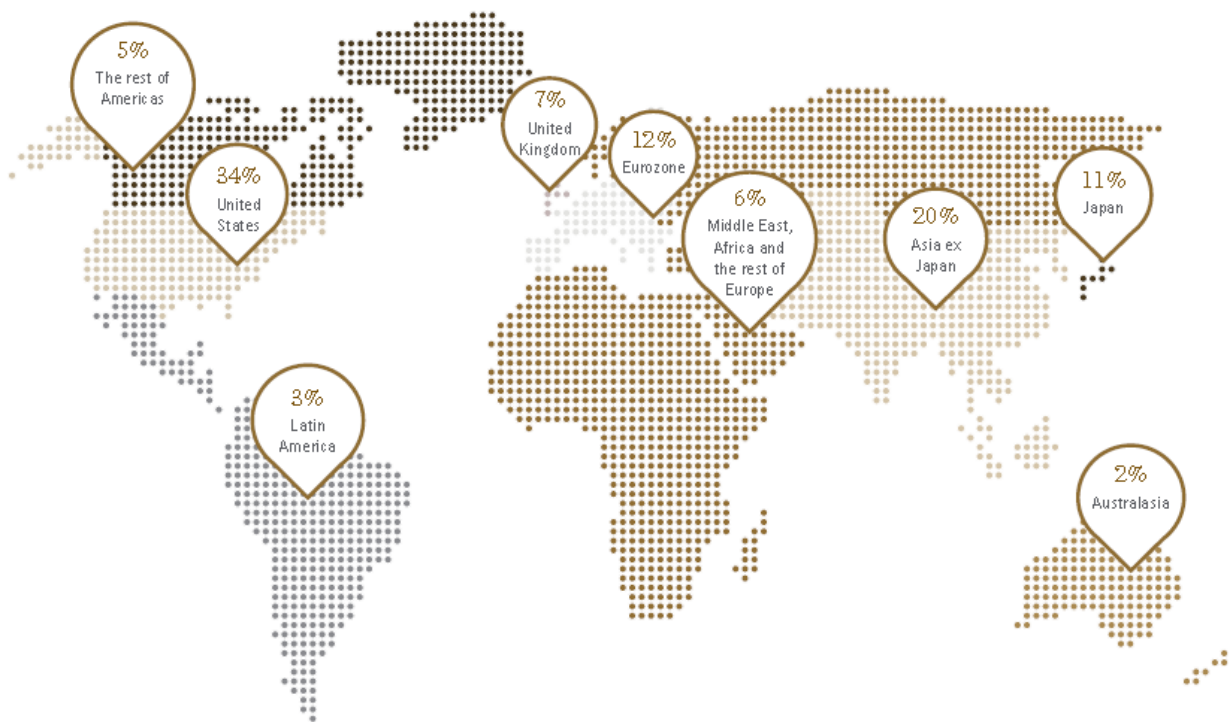 5%
The rest of
Americas
34%
United
States
3%
Latin
America
7%
United
Kingdom
12%
Eurozone
6%
Middle East,
Africa and
the rest of
Europe
20%
Asia ex
Japan
11%
Japan
2%
Australasia